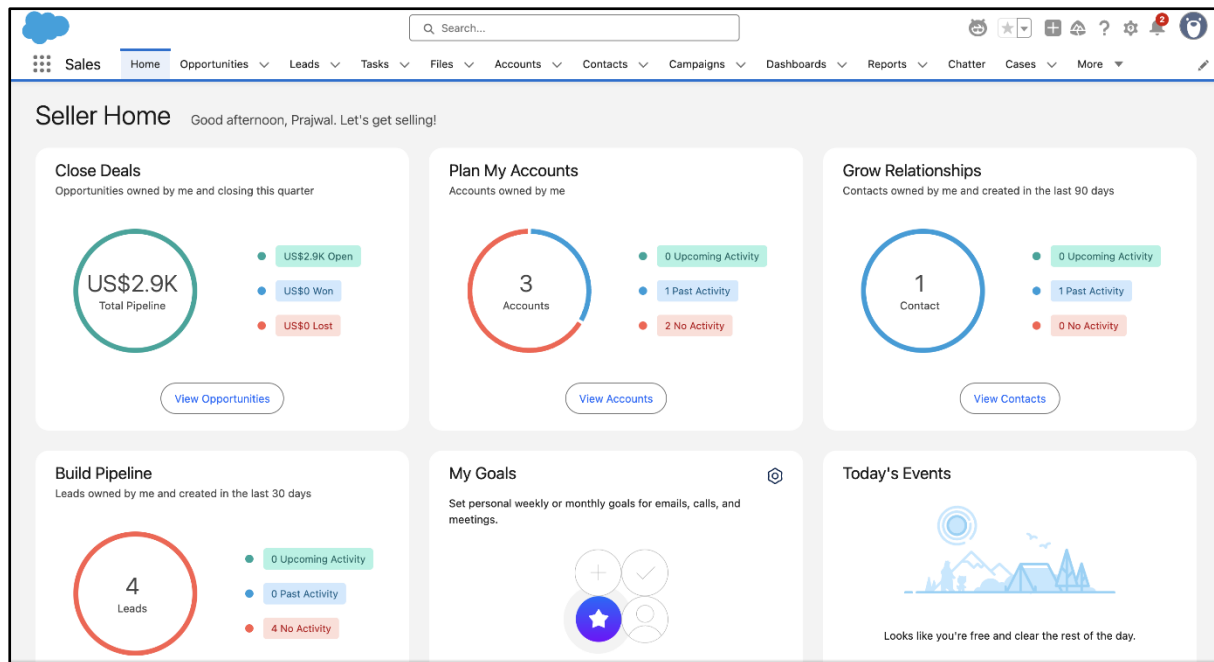 Search...
2
Sales Home Opportunities Leads Tasks Files Accounts Contacts Campaigns Dashboards Reports Chatter Cases More
Seller Home Good afternoon, Prajwal. Let's get selling!
Close Deals
Opportunities owned by me and closing this quarter
US$2.9K
Total Pipeline
US$2.9K Open
US$0 Won
US$0 Lost
View Opportunities
Plan My Accounts
Accounts owned by me
3
Accounts
0 Upcoming Activity
1 Past Activity
2 No Activity
View Accounts
Grow Relationships
Contacts owned by me and created in the last 90 days
1
Contact
0 Upcoming Activity
1 Past Activity
0 No Activity
View Contacts
Build Pipeline
Leads owned by me and created in the last 30 days
4
Leads
0 Upcoming Activity
0 Past Activity
4 No Activity
My Goals
Set personal weekly or monthly goals for emails, calls, and
meetings.
Today's Events
Looks like you're free and clear the rest of the day.